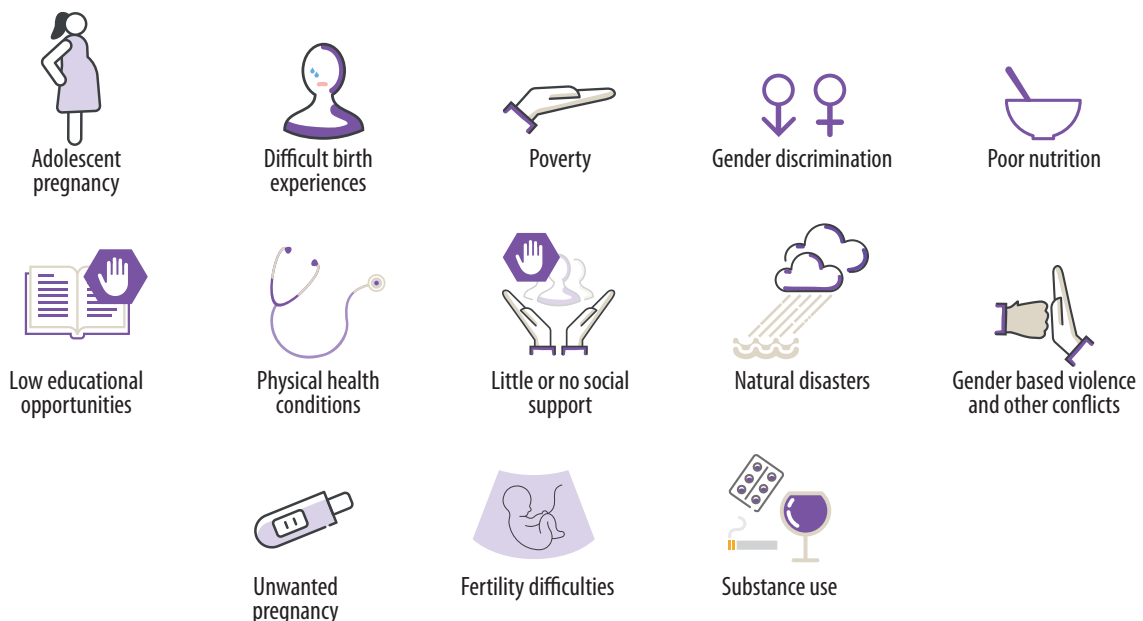 Adolescent
pregnancy
Difficult birth
experiences
Poverty
Gender discrimination
Poor nutrition
Low educational
opportunities
Physical health
conditions
Little or no social
support
Natural disasters
Gender based violence
and other conflicts
Unwanted
pregnancy
Fertility difficulties
Substance use